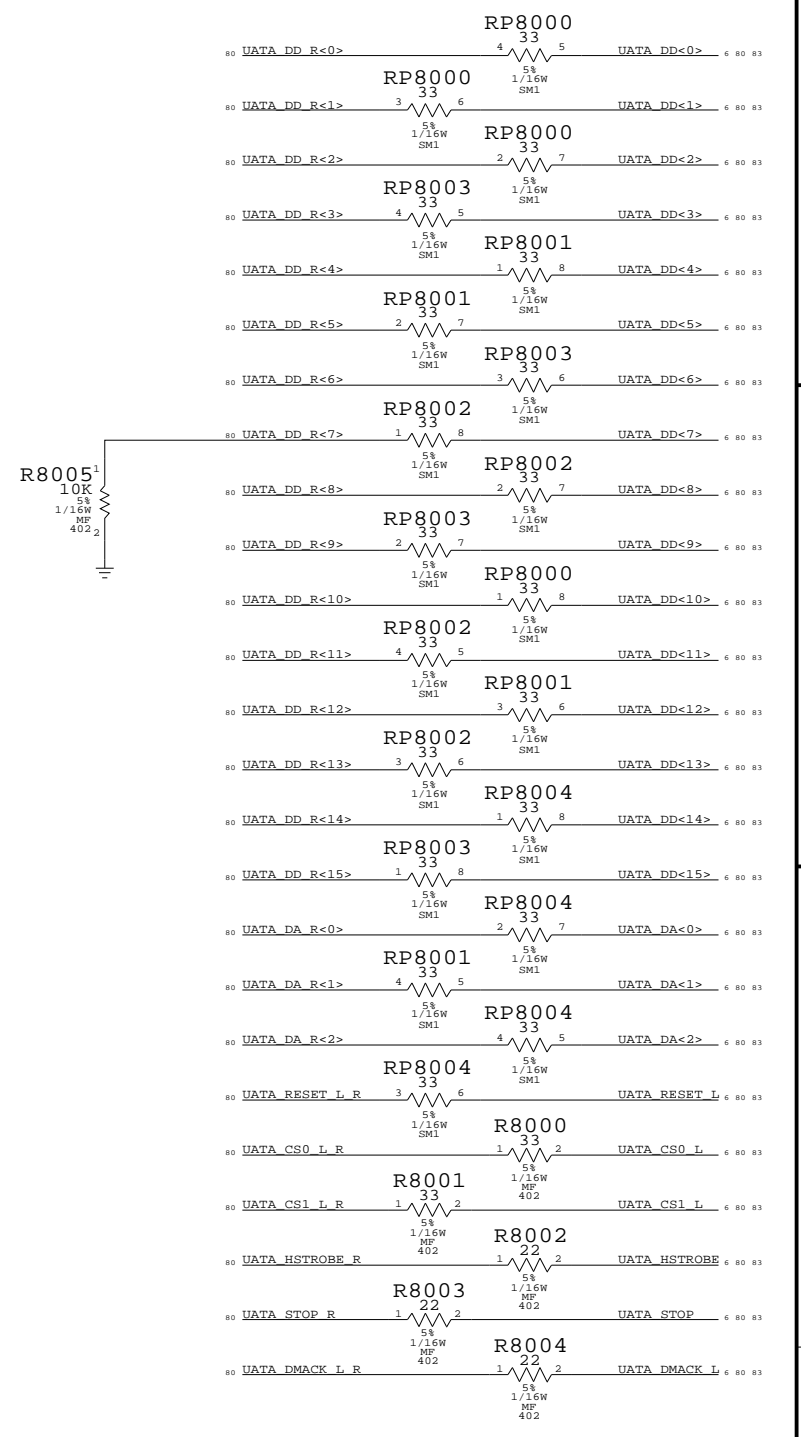 RP8000
33
80 UATA_DD_R<0> 4 5 UATA_DD<0> 6 80 83
5%
1/16W
SM1
RP8000
33
80 UATA_DD_R<1> 3 6 UATA_DD<1> 6 80 83
5%
1/16W
SM1
RP8000
33
80 UATA_DD_R<2> 2 7 UATA_DD<2> 6 80 83
5%
1/16W
SM1
RP8003
33
80 UATA_DD_R<3> 4 5 UATA_DD<3> 6 80 83
5%
1/16W
SM1
RP8001
33
80 UATA_DD_R<4> 1 8 UATA_DD<4> 6 80 83
5%
1/16W
SM1
RP8001
33
80 UATA_DD_R<5> 2 7 UATA_DD<5> 6 80 83
5%
1/16W
SM1
RP8003
33
80 UATA_DD_R<6> 3 6 UATA_DD<6> 6 80 83
5%
1/16W
SM1
RP8002
33
80 UATA_DD_R<7> 1 8 UATA_DD<7> 6 80 83
5%
1/16W
SM1
R8005 1
10K
5%
1/16W
MF
402 2
RP8002
33
80 UATA_DD_R<8> 2 7 UATA_DD<8> 6 80 83
5%
1/16W
SM1
RP8003
33
80 UATA_DD_R<9> 2 7 UATA_DD<9> 6 80 83
5%
1/16W
SM1
RP8000
33
80 UATA_DD_R<10> 1 8 UATA_DD<10> 6 80 83
5%
1/16W
SM1
RP8002
33
80 UATA_DD_R<11> 4 5 UATA_DD<11> 6 80 83
5%
1/16W
SM1
RP8001
33
80 UATA_DD_R<12> 3 6 UATA_DD<12> 6 80 83
5%
1/16W
SM1
RP8002
33
80 UATA_DD_R<13> 3 6 UATA_DD<13> 6 80 83
5%
1/16W
SM1
RP8004
33
80 UATA_DD_R<14> 1 8 UATA_DD<14> 6 80 83
5%
1/16W
SM1
RP8003
33
80 UATA_DD_R<15> 1 8 UATA_DD<15> 6 80 83
5%
1/16W
SM1
RP8004
33
80 UATA_DA_R<0> 2 7 UATA_DA<0> 6 80 83
5%
1/16W
SM1
RP8001
33
80 UATA_DA_R<1> 4 5 UATA_DA<1> 6 80 83
5%
1/16W
SM1
RP8004
33
80 UATA_DA_R<2> 4 5 UATA_DA<2> 6 80 83
5%
1/16W
SM1
RP8004
33
80 UATA_RESET_L_R 3 6 UATA_RESET_L 6 80 83
5%
1/16W
SM1
R8000
33
80 UATA_CS0_L_R 1 2 UATA_CS0_L 6 80 83
5%
1/16W
MF
402
R8001
33
80 UATA_CS1_L_R 1 2 UATA_CS1_L 6 80 83
5%
1/16W
MF
402
R8002
22
80 UATA_HSTROBE_R 1 2 UATA_HSTROBE 6 80 83
5%
1/16W
MF
402
R8003
22
80 UATA_STOP_R 1 2 UATA_STOP 6 80 83
5%
1/16W
MF
402
R8004
22
80 UATA_DMACK_L_R 1 2 UATA_DMACK_L 6 80 83
5%
1/16W
MF
402